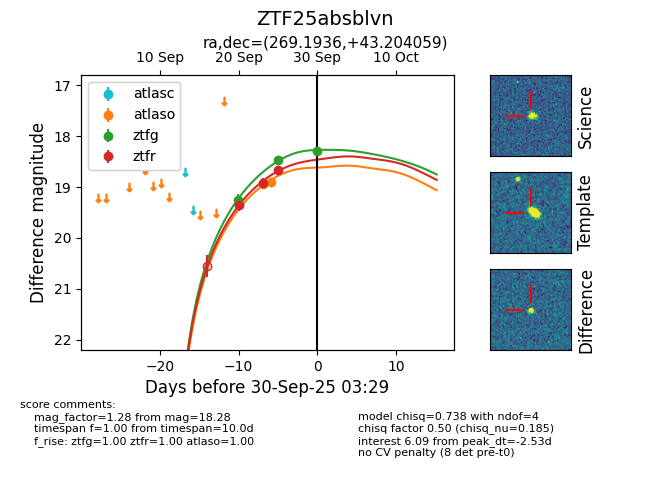 ZTF25absblvn
ra,dec=(269.1936,+43.204059)
10 Sep 20 Sep 30 Sep 10 Oct
17
18
19
20
21
22
Difference magnitude
atlasc
atlaso
ztfg
ztfr
−20 −10 0 10
Days before 30-Sep-25 03:29
Science
Template
Difference
score comments:
mag_factor=1.28 from mag=18.28
timespan f=1.00 from timespan=10.0d
f_rise: ztfg=1.00 ztfr=1.00 atlaso=1.00
model chisq=0.738 with ndof=4
chisq factor 0.50 (chisq_nu=0.185)
interest 6.09 from peak_dt=-2.53d
no CV penalty (8 det pre-t0)